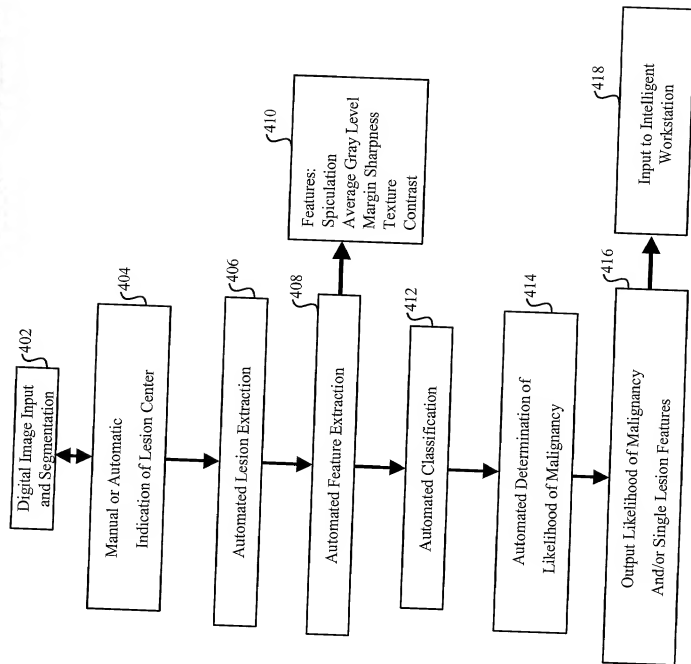 402
Digital Image Input
and Segmentation
404
Manual or Automatic
Indication of Lesion Center
406
Automated Lesion Extraction
408
Automated Feature Extraction
410
Features:
Spiculation
Average Gray Level
Margin Sharpness
Texture
Contrast
412
Automated Classification
414
Automated Determination of
Likelihood of Malignancy
416
Output Likelihood of Malignancy
And/or Single Lesion Features
418
Input to Intelligent
Workstation